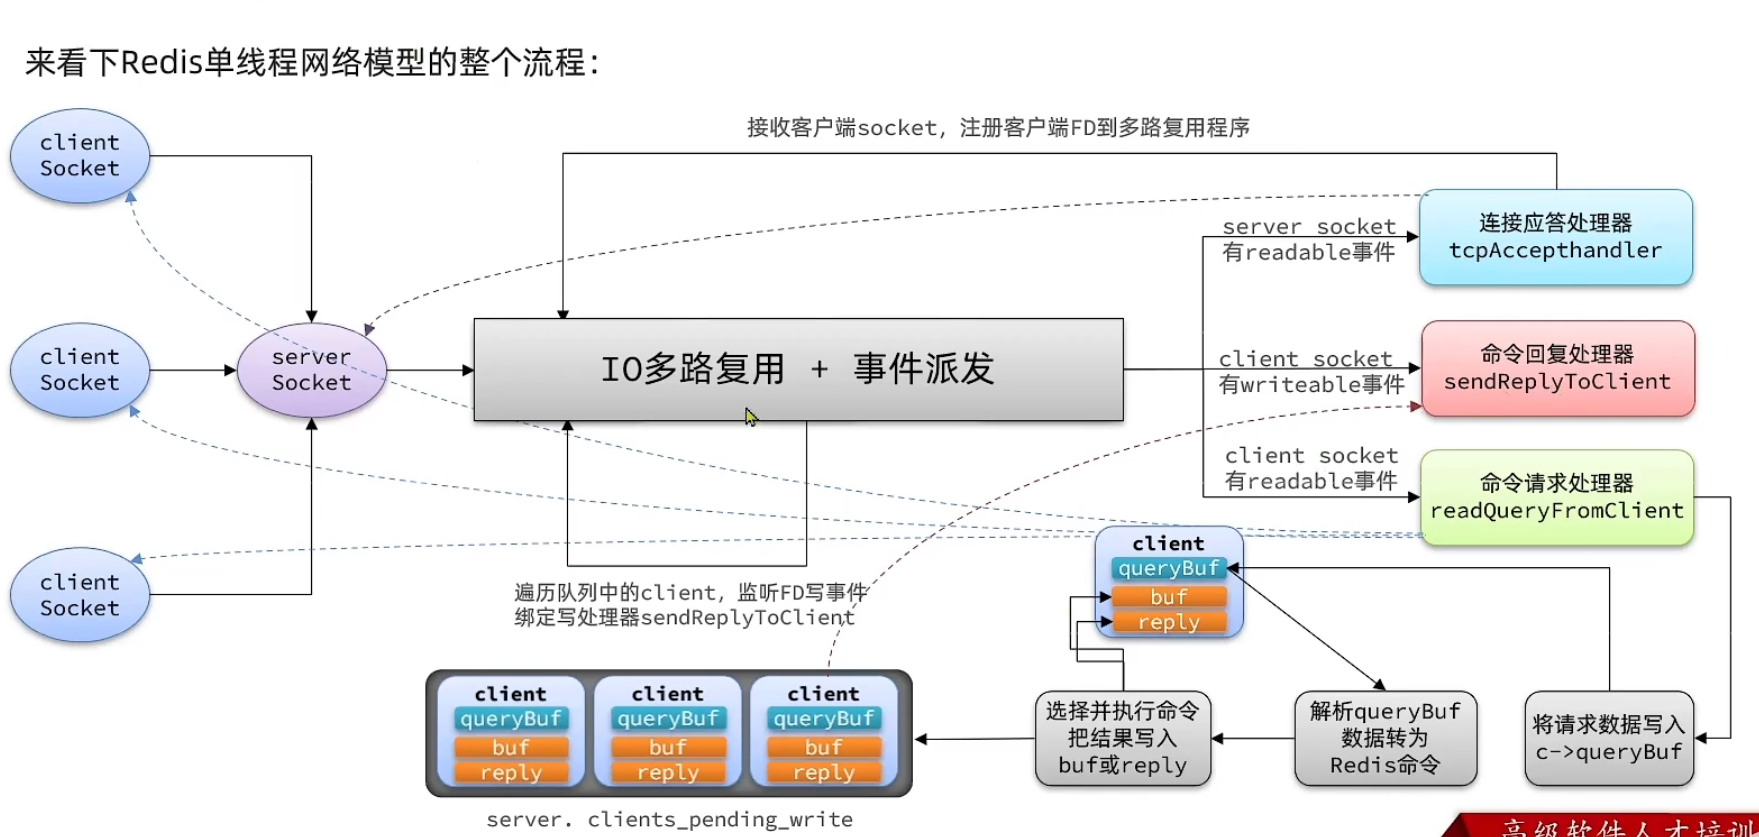 来看下Redis单线程网络模型的整个流程：
接收客户端socket，注册客户端FD到多路复用程序
client
Socket
client
Socket
client
Socket
server
Socket
IO多路复用 + 事件派发
server socket
有readable事件
连接应答处理器
tcpAccepthandler
client socket
有writeable事件
命令回复处理器
sendReplyToClient
client socket
有readable事件
命令请求处理器
readQueryFromClient
遍历队列中的client，监听FD写事件
绑定写处理器sendReplyToClient
client
queryBuf
buf
reply
client
queryBuf
buf
reply
client
queryBuf
buf
reply
client
queryBuf
buf
reply
选择并执行命令
把结果写入
buf或reply
解析queryBuf
数据转为
Redis命令
将请求数据写入
c->queryBuf
server. clients_pending_write
高级软件人才培训